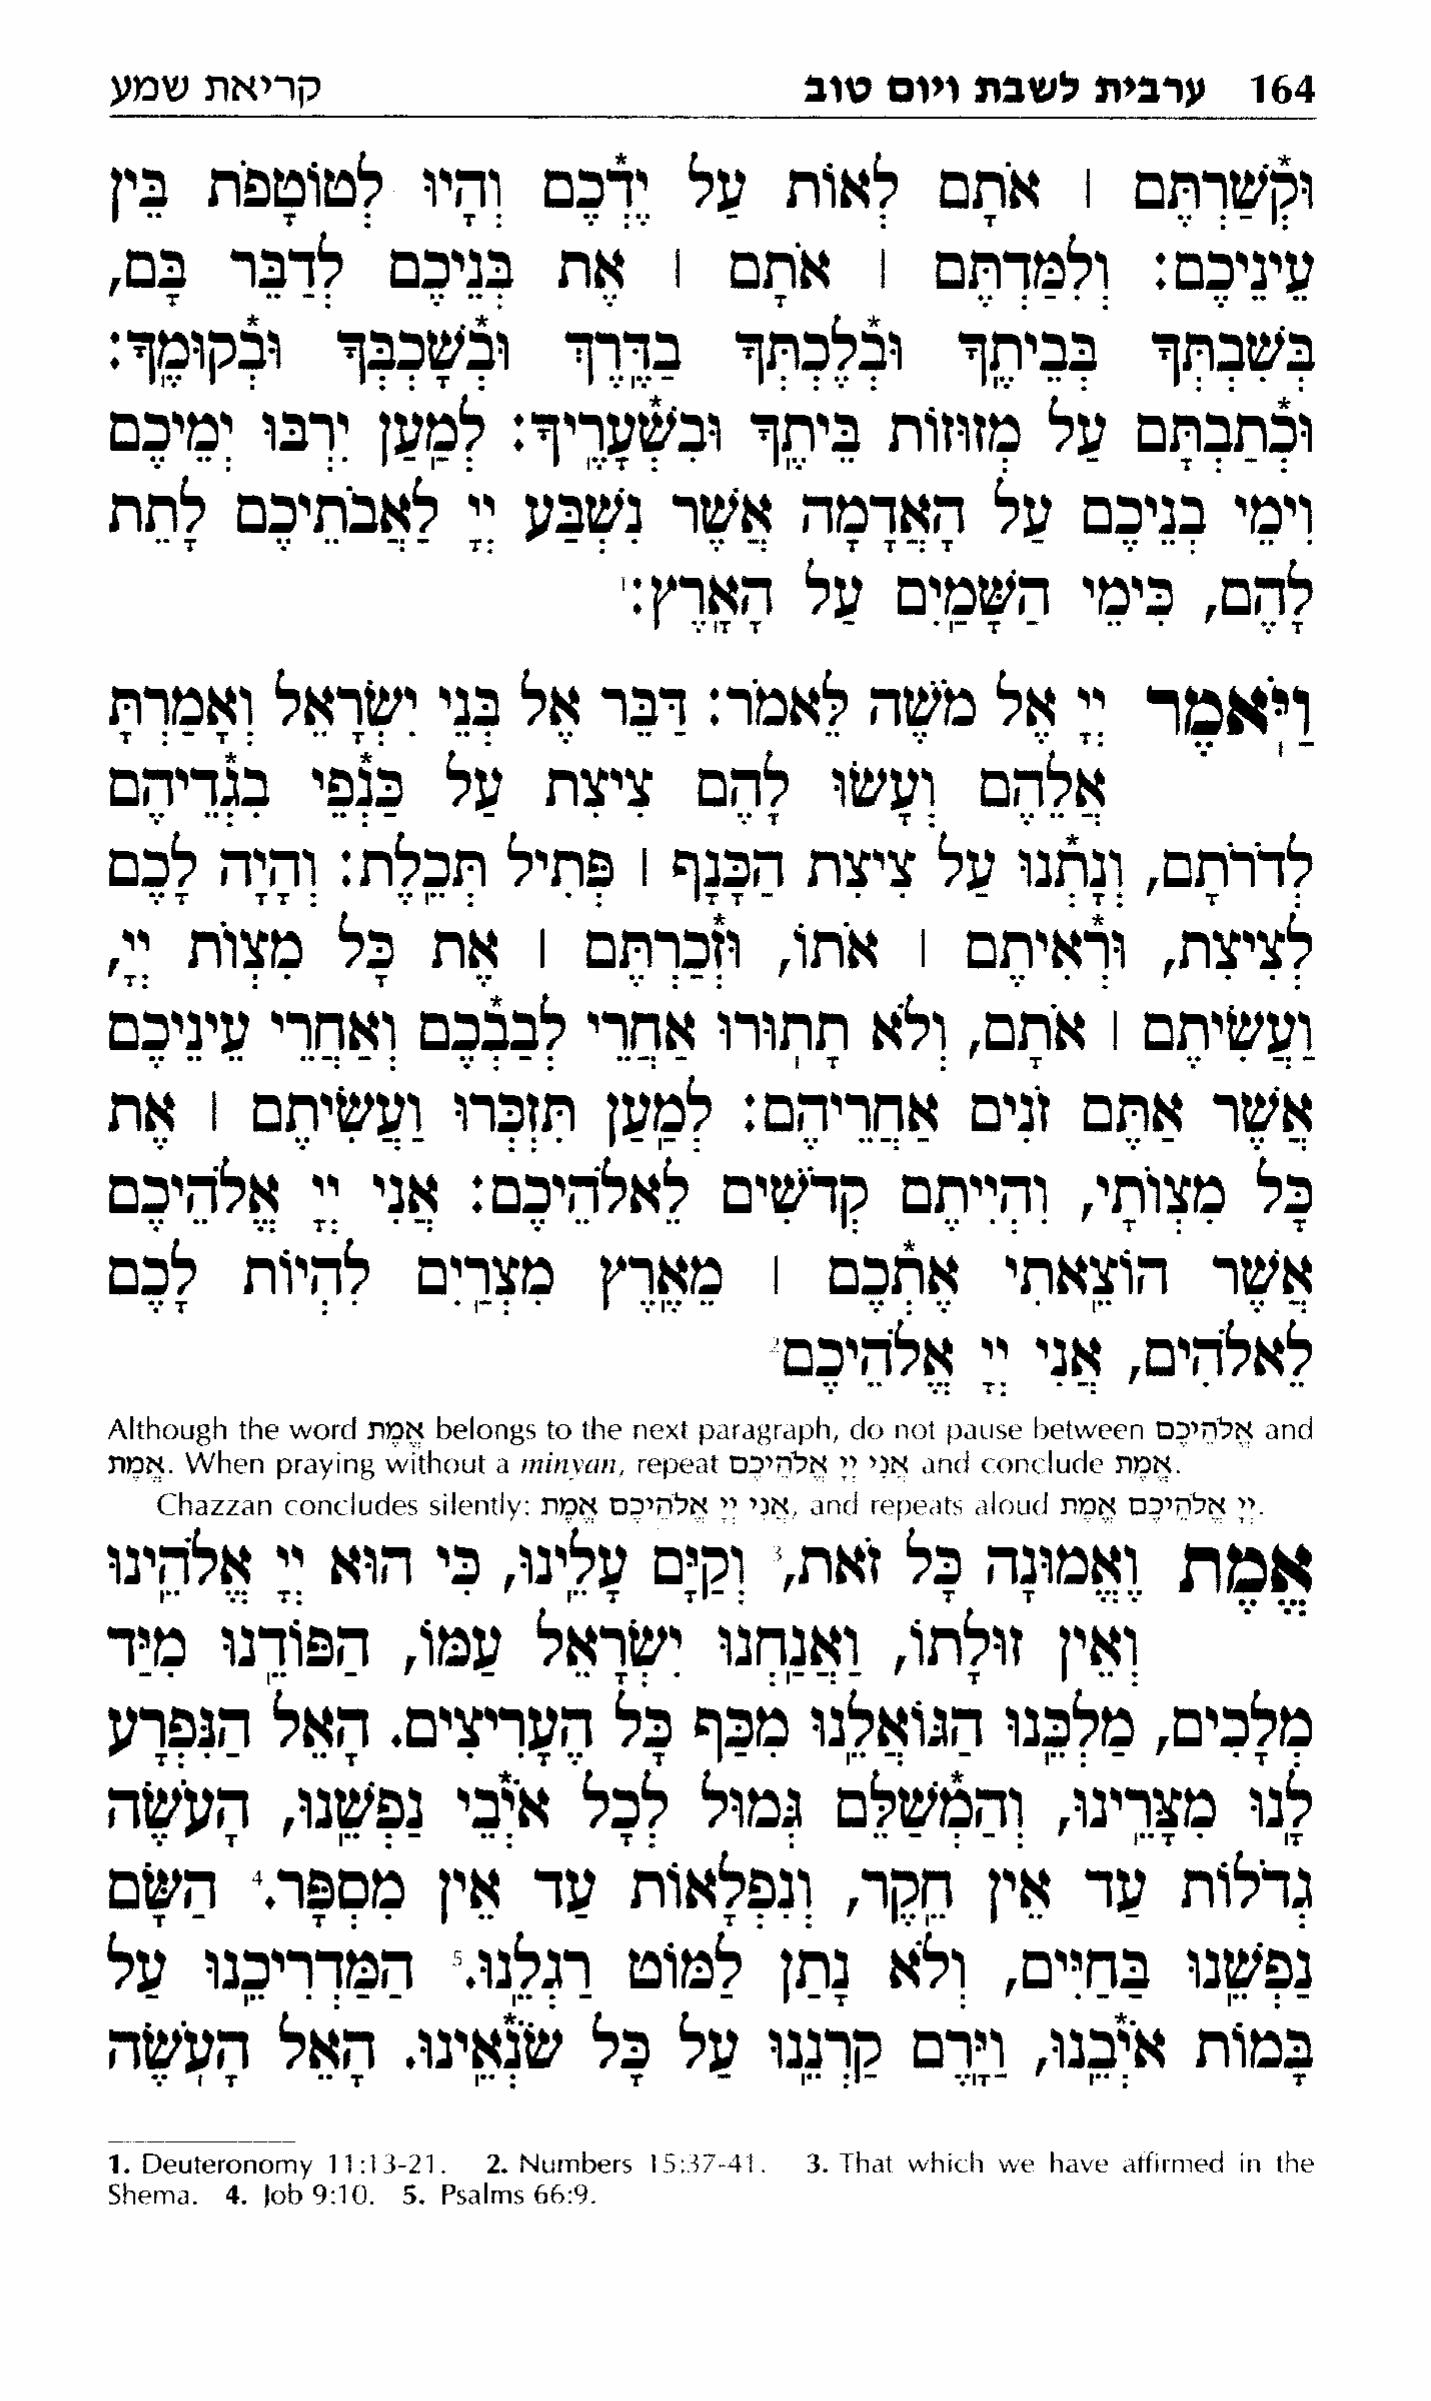 164 ערבית לשבת ויום טוב קריאת שמע
וּקְ֯שַׁרְתֶּם | אֹתָם לְאוֹת עַל יֶדְ֯כֶם וְהָיוּ לְטוֹטָפֹת בֵּין
עֵינֵיכֶם: וְלִמַּדְתֶּם | אֹתָם | אֶת בְּנֵיכֶם לְדַבֵּר בָּם,
בְּשִׁבְתְּךָ בְּבֵיתֶֽךָ וּבְ֯לֶכְתְּךָ בַדֶּֽרֶךְ וּבְ֯שָׁכְבְּךָ וּבְ֯קוּמֶֽךָ:
וּכְ֯תַבְתָּם עַל מְזוּזוֹת בֵּיתֶֽךָ וּבִשְׁ֯עָרֶֽיךָ: לְמַֽעַן יִרְבּוּ יְמֵיכֶם
וִימֵי בְנֵיכֶם עַל הָאֲדָמָה אֲשֶׁר נִשְׁבַּע יְיָ לַאֲבֹתֵיכֶם לָתֵת
לָהֶם, כִּימֵי הַשָּׁמַֽיִם עַל הָאָֽרֶץ:¹
וַיֹּֽאמֶר יְיָ אֶל מֹשֶׁה לֵּאמֹר: דַּבֵּר אֶל בְּנֵי יִשְׂרָאֵל וְאָמַרְתָּ
אֲלֵהֶם וְעָשׂוּ לָהֶם צִיצִת עַל כַּנְ֯פֵי בִגְ֯דֵיהֶם
לְדֹרֹתָם, וְנָתְ֯נוּ עַל צִיצִת הַכָּנָף | פְּתִיל תְּכֵֽלֶת: וְהָיָה לָכֶם
לְצִיצִת, וּרְ֯אִיתֶם | אֹתוֹ, וּזְ֯כַרְתֶּם | אֶת כָּל מִצְוֹת יְיָ,
וַעֲשִׂיתֶם | אֹתָם, וְלֹא תָתֽוּרוּ אַחֲרֵי לְבַבְ֯כֶם וְאַחֲרֵי עֵינֵיכֶם
אֲשֶׁר אַתֶּם זֹנִים אַחֲרֵיהֶם: לְמַֽעַן תִּזְכְּרוּ וַעֲשִׂיתֶם | אֶת
כָּל מִצְוֹתָי, וִהְיִיתֶם קְדֹשִׁים לֵאלֹהֵיכֶם: אֲנִי יְיָ אֱלֹהֵיכֶם
אֲשֶׁר הוֹצֵֽאתִי אֶתְ֯כֶם | מֵאֶֽרֶץ מִצְרַֽיִם לִהְיוֹת לָכֶם
לֵאלֹהִים, אֲנִי יְיָ אֱלֹהֵיכֶם²
Although the word אֱמֶת belongs to the next paragraph, do not pause between אֱלֹהֵיכֶם and
אֱמֶת. When praying without a minyan, repeat אֲנִי יְיָ אֱלֹהֵיכֶם and conclude אֱמֶת.
Chazzan concludes silently: אֲנִי יְיָ אֱלֹהֵיכֶם אֱמֶת, and repeats aloud יְיָ אֱלֹהֵיכֶם אֱמֶת.
אֱמֶת וֶאֱמוּנָה כָּל זֹאת,³ וְקַיָּם עָלֵֽינוּ, כִּי הוּא יְיָ אֱלֹהֵֽינוּ
וְאֵין זוּלָתוֹ, וַאֲנַֽחְנוּ יִשְׂרָאֵל עַמּוֹ, הַפּוֹדֵֽנוּ מִיַּד
מְלָכִים, מַלְכֵּֽנוּ הַגּוֹאֲלֵֽנוּ מִכַּף כָּל הֶעָרִיצִים. הָאֵל הַנִּפְרָע
לָֽנוּ מִצָּרֵֽינוּ, וְהַמְ֯שַׁלֵּם גְּמוּל לְכָל אֹיְ֯בֵי נַפְשֵֽׁנוּ, הָעֹשֶׂה
גְדֹלוֹת עַד אֵין חֵֽקֶר, וְנִפְלָאוֹת עַד אֵין מִסְפָּר.⁴ הַשָּׂם
נַפְשֵֽׁנוּ בַּחַיִּים, וְלֹא נָתַן לַמּוֹט רַגְלֵֽנוּ.⁵ הַמַּדְרִיכֵֽנוּ עַל
בָּמוֹת אֹיְ֯בֵֽנוּ, וַיָּֽרֶם קַרְנֵֽנוּ עַל כָּל שׂנְ֯אֵֽינוּ. הָאֵל הָעֹֽשֶׂה
1. Deuteronomy 11:13-21. 2. Numbers 15:37-41. 3. That which we have affirmed in the
Shema. 4. Job 9:10. 5. Psalms 66:9.